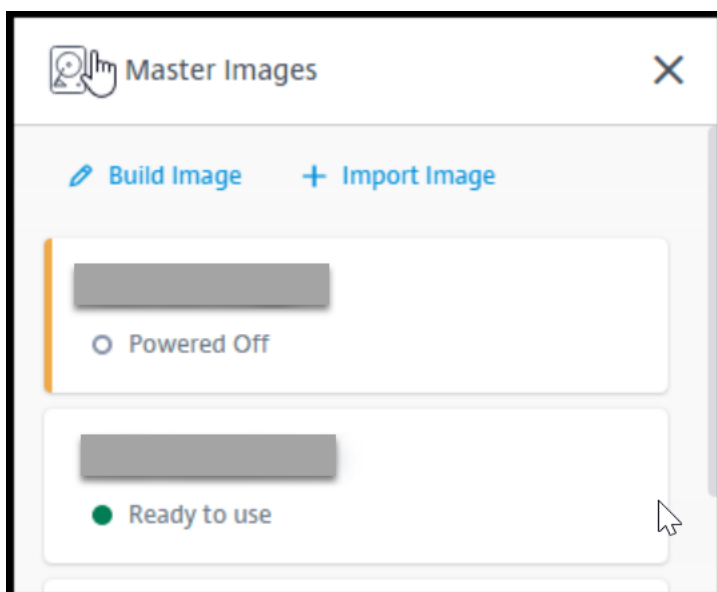 Master Images
Build Image
Import Image
Powered Off
Ready to use